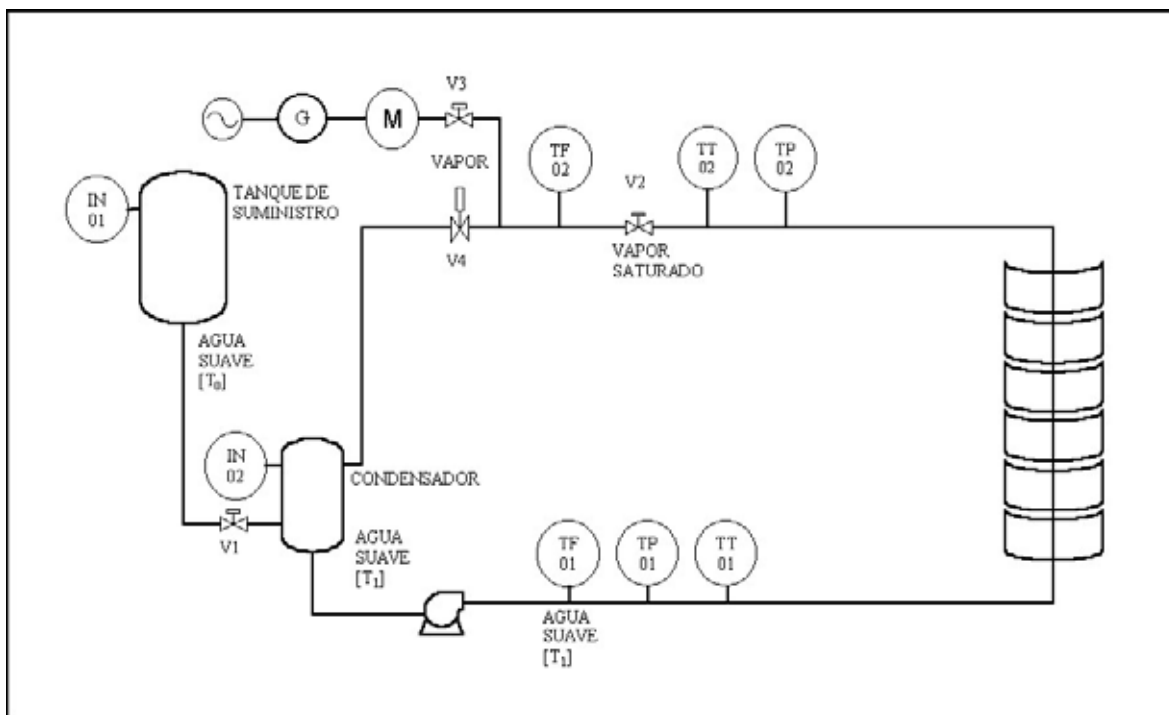 V3
G
M
VAPOR
TF
02
TT
02
TP
02
V2
IN
01
TANQUE DE
SUMINISTRO
V4
VAPOR
SATURADO
AGUA
SUAVE
[T₀]
IN
02
CONDENSADOR
V1
AGUA
SUAVE
[T₁]
TF
01
TP
01
TT
01
AGUA
SUAVE
[T₁]